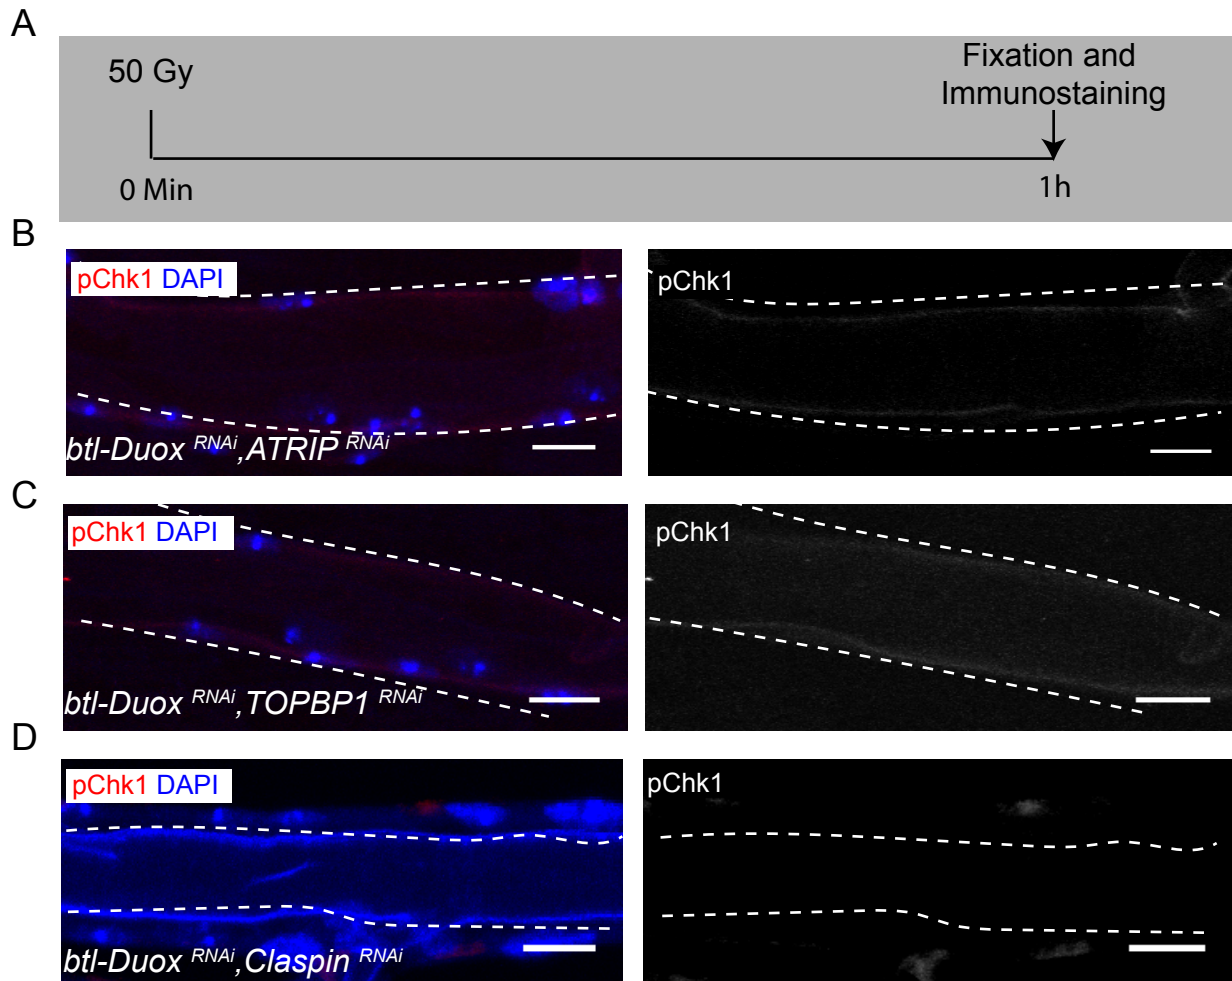 A
50 Gy
Fixation and
Immunostaining
0 Min
1h
B
pChk1 DAPI
pChk1
btl-Duox RNAi,ATRIP RNAi
C
pChk1 DAPI
pChk1
btl-Duox RNAi,TOPBP1 RNAi
D
pChk1 DAPI
pChk1
btl-Duox RNAi,Claspin RNAi